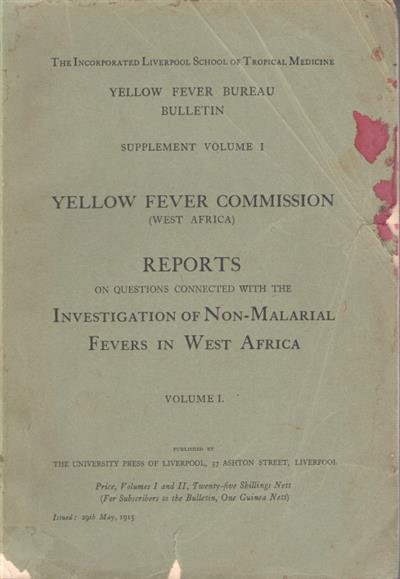 The Incorporated Liverpool School of Tropical Medicine
YELLOW FEVER BUREAU
BULLETIN
SUPPLEMENT VOLUME I
YELLOW FEVER COMMISSION
(WEST AFRICA)
REPORTS
ON QUESTIONS CONNECTED WITH THE
Investigation of Non-Malarial
Fevers in West Africa
VOLUME I.
PUBLISHED BY
THE UNIVERSITY PRESS OF LIVERPOOL, 57 ASHTON STREET, LIVERPOOL
Price, Volumes I and II, Twenty-five Shillings Nett
(For Subscribers to the Bulletin, One Guinea Nett)
Issued: 29th May, 1915